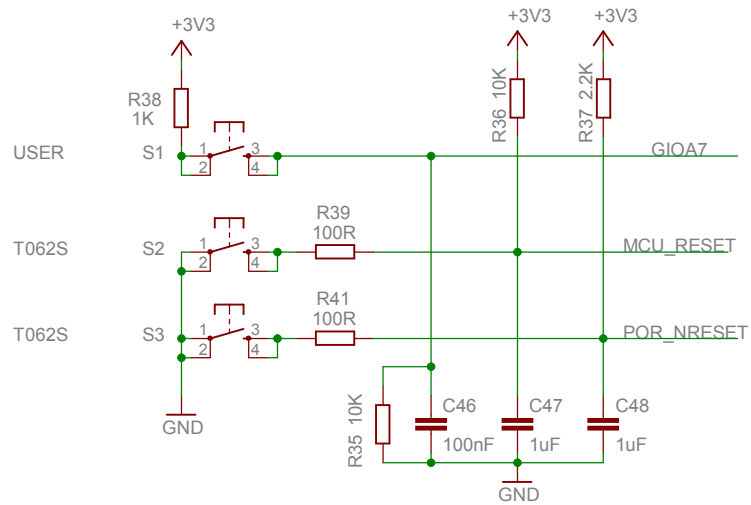 +3V3
+3V3
+3V3
R38
1K
R36 10K
R37 2.2K
USER
S1
1
2
3
4
GIOA7
T062S
S2
1
2
3
4
R39
100R
MCU_RESET
T062S
S3
1
2
3
4
R41
100R
POR_NRESET
GND
R35 10K
C46
100nF
C47
1uF
C48
1uF
GND